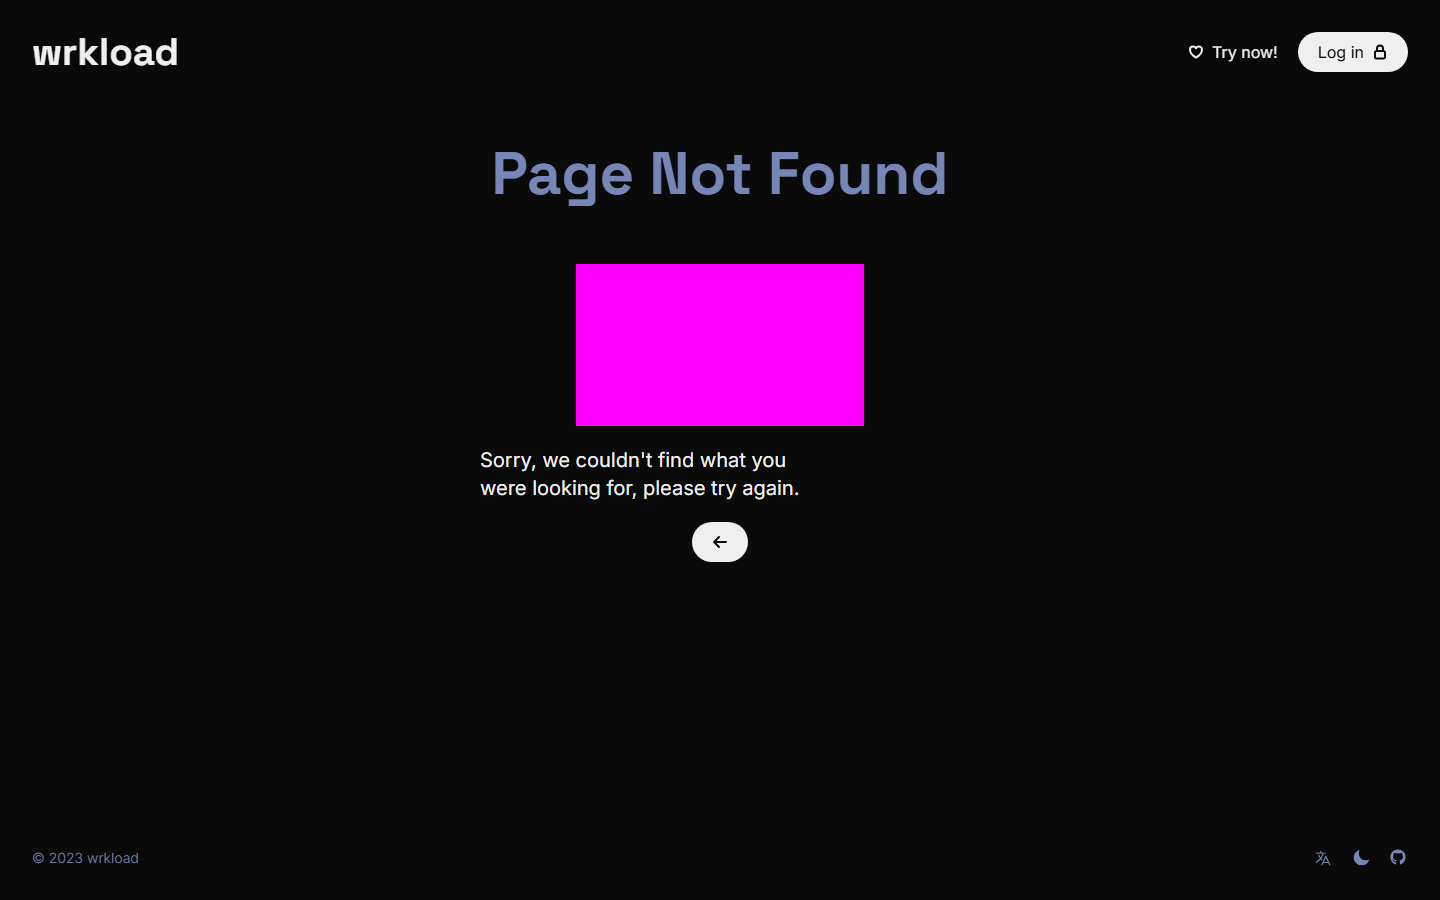 wrkload
Try now!
Log in
Page Not Found
Sorry, we couldn't find what you
were looking for, please try again.
© 2023 wrkload